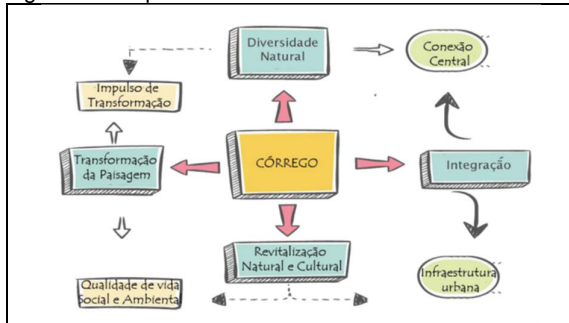 Diversidade
Natural
Conexão
Central
Impulso de
Transformação
Transformação
da Paisagem
CÓRREGO
Integração
Revitalização
Natural e Cultural
Qualidade de vida
Social e Ambienta
Infraestrutura
urbana